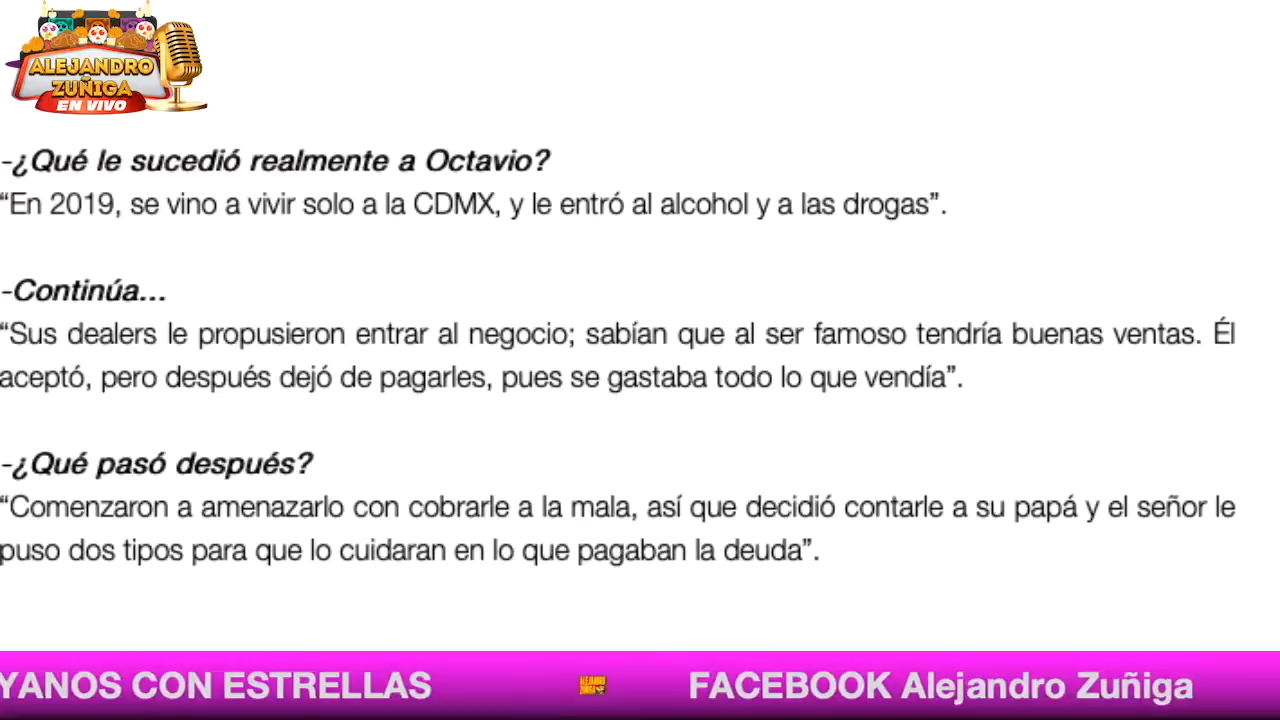 ALEJANDRO
ZUÑIGA
EN VIVO
-¿Qué le sucedió realmente a Octavio?
“En 2019, se vino a vivir solo a la CDMX, y le entró al alcohol y a las drogas”.
-Continúa...
“Sus dealers le propusieron entrar al negocio; sabían que al ser famoso tendría buenas ventas. Él
aceptó, pero después dejó de pagarles, pues se gastaba todo lo que vendía”.
-¿Qué pasó después?
“Comenzaron a amenazarlo con cobrarle a la mala, así que decidió contarle a su papá y el señor le
puso dos tipos para que lo cuidaran en lo que pagaban la deuda”.
YANOS CON ESTRELLAS
FACEBOOK Alejandro Zuñiga